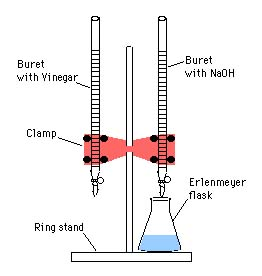 Buret
with Vinegar
Buret
with NaOH
Clamp
Erlenmeyer
flask
Ring stand